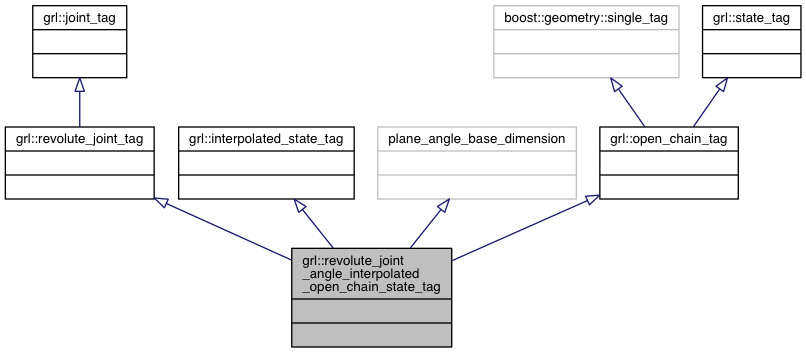 grl::joint_tag
boost::geometry::single_tag
grl::state_tag
grl::revolute_joint_tag
grl::interpolated_state_tag
plane_angle_base_dimension
grl::open_chain_tag
grl::revolute_joint
_angle_interpolated
_open_chain_state_tag